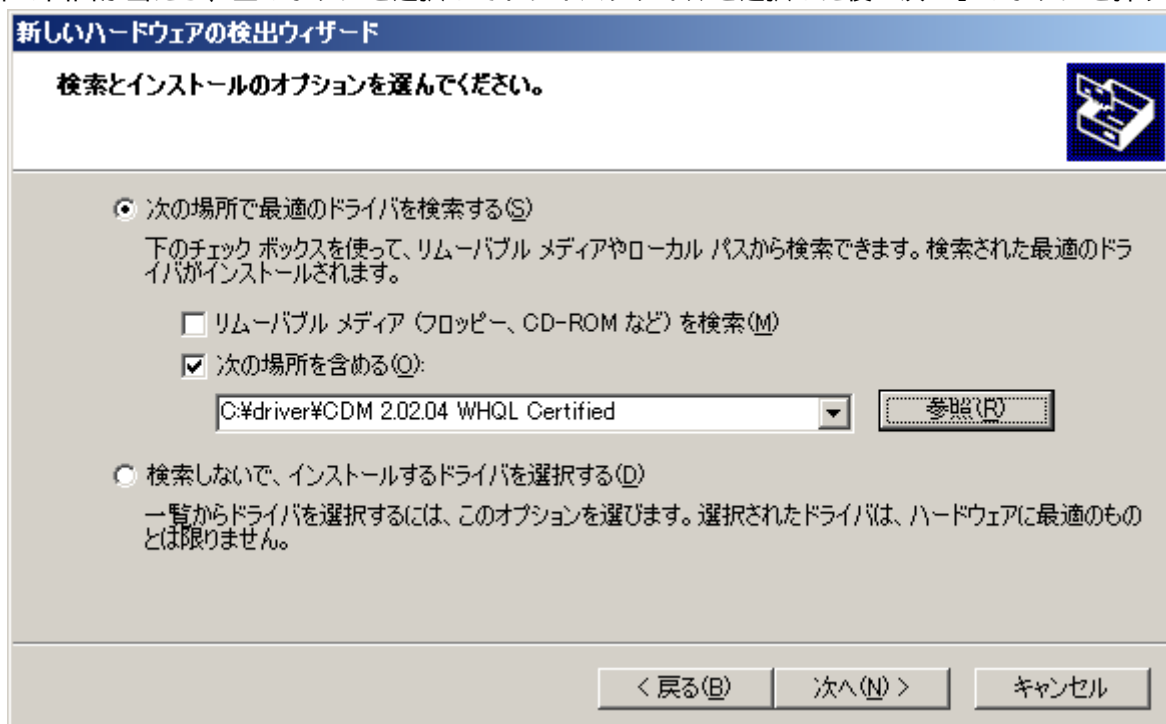 新しいハードウェアの検出ウィザード
検索とインストールのオプションを選んでください。
次の場所で最適のドライバを検索する(S)
下のチェック ボックスを使って、リムーバブル メディアやローカル パスから検索できます。検索された最適のドラ
イバがインストールされます。
リムーバブル メディア (フロッピー、CD-ROM など) を検索(M)
次の場所を含める(O):
C:¥driver¥CDM 2.02.04 WHQL Certified
参照(R)
検索しないで、インストールするドライバを選択する(D)
一覧からドライバを選択するには、このオプションを選びます。選択されたドライバは、ハードウェアに最適のもの
とは限りません。
< 戻る(B)
次へ(N) >
キャンセル